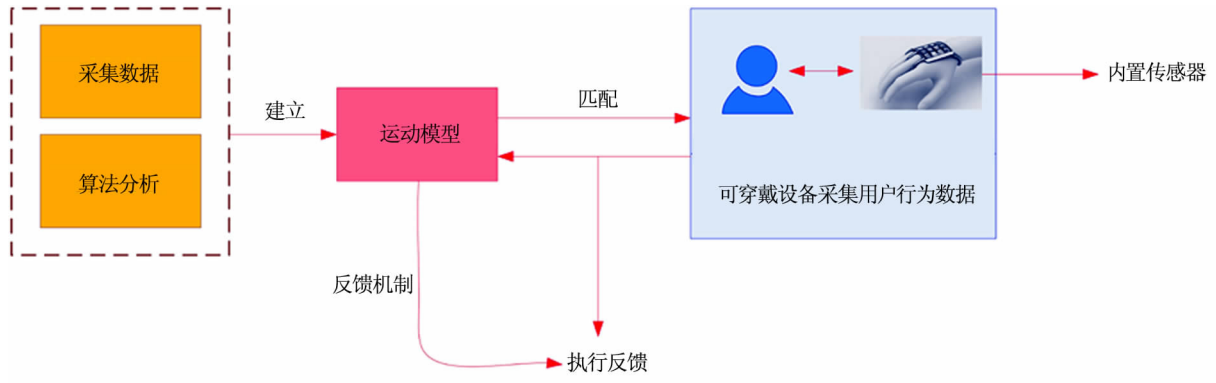 采集数据
算法分析
建立
运动模型
匹配
可穿戴设备采集用户行为数据
内置传感器
反馈机制
执行反馈